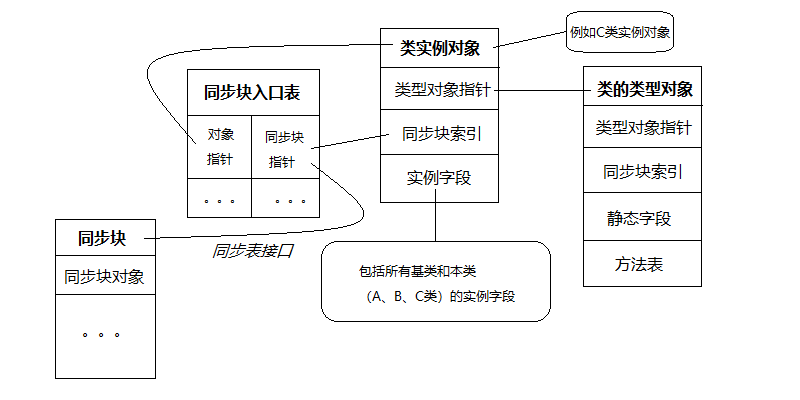 类实例对象
类型对象指针
同步块索引
实例字段
例如C类实例对象
同步块入口表
对象
指针
同步块
指针
。。。
。。。
类的类型对象
类型对象指针
同步块索引
静态字段
方法表
同步块
同步块对象
。。。
同步表接口
包括所有基类和本类
（A、B、C类）的实例字段